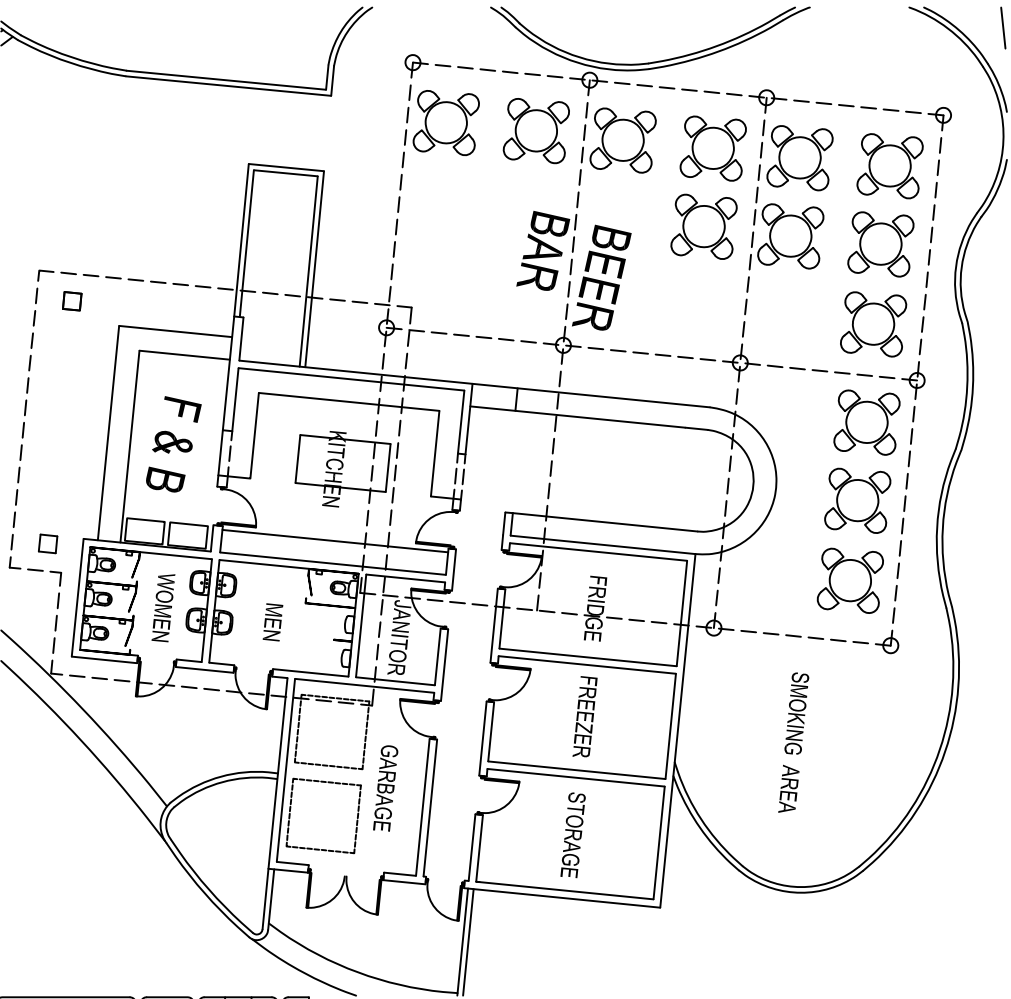 BEER
BAR
F & B
KITCHEN
WOMEN
MEN
JANITOR
FRIDGE
FREEZER
SMOKING AREA
GARBAGE
STORAGE